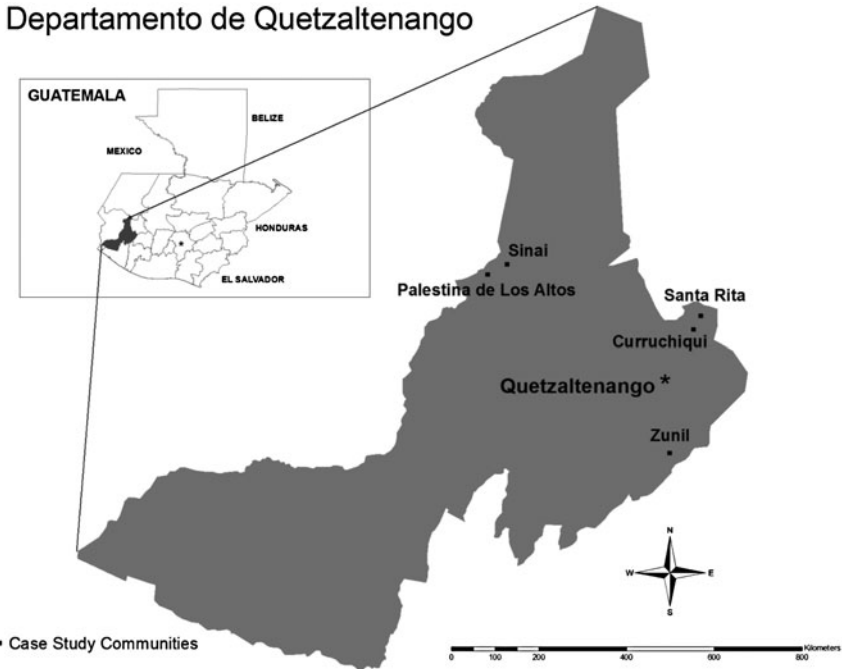 Departamento de Quetzaltenango
GUATEMALA
BELIZE
MEXICO
HONDURAS
EL SALVADOR
Sinai
Palestina de Los Altos
Santa Rita
Curruchiqui
Quetzaltenango *
Zunil
N
W E
S
Case Study Communities
0 100 200 400 600 800 Kilometers